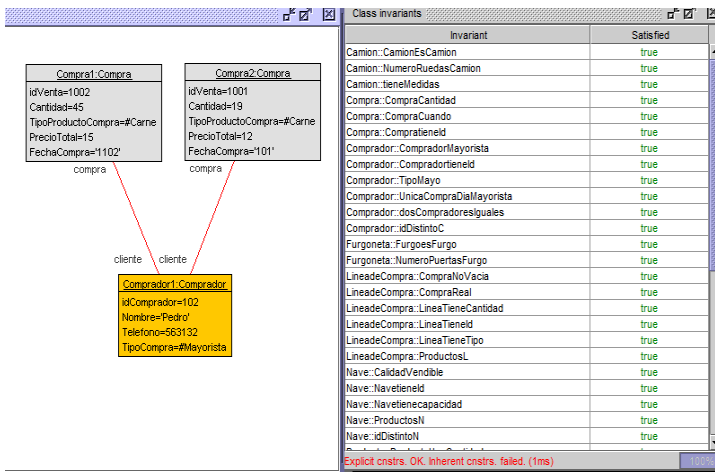 Compra1:Compra
idVenta=1002
Cantidad=45
TipoProductoCompra=#Carne
PrecioTotal=15
FechaCompra='1102'
Compra2:Compra
idVenta=1001
Cantidad=19
TipoProductoCompra=#Carne
PrecioTotal=12
FechaCompra='101'
compra
compra
cliente
cliente
Comprador1:Comprador
idComprador=102
Nombre='Pedro'
Telefono=563132
TipoCompra=#Mayorista
Class invariants
Invariant Satisfied
Camion::CamionEsCamion true
Camion::NumeroRuedasCamion true
Camion::tieneMedidas true
Compra::CompraCantidad true
Compra::CompraCuando true
Compra::CompratieneId true
Comprador::CompradorMayorista true
Comprador::CompradortieneId true
Comprador::TipoMayo true
Comprador::UnicaCompraDiaMayorista true
Comprador::dosCompradoresIguales true
Comprador::idDistintoC true
Furgoneta::FurgoesFurgo true
Furgoneta::NumeroPuertasFurgo true
LineadeCompra::CompraNoVacia true
LineadeCompra::CompraReal true
LineadeCompra::LineaTieneCantidad true
LineadeCompra::LineaTieneId true
LineadeCompra::LineaTieneTipo true
LineadeCompra::ProductosL true
Nave::CalidadVendible true
Nave::NavetieneId true
Nave::Navetienecapacidad true
Nave::ProductosN true
Nave::idDistintoN true
Explicit cnstrs. OK. Inherent cnstrs. failed. (1ms) 100%